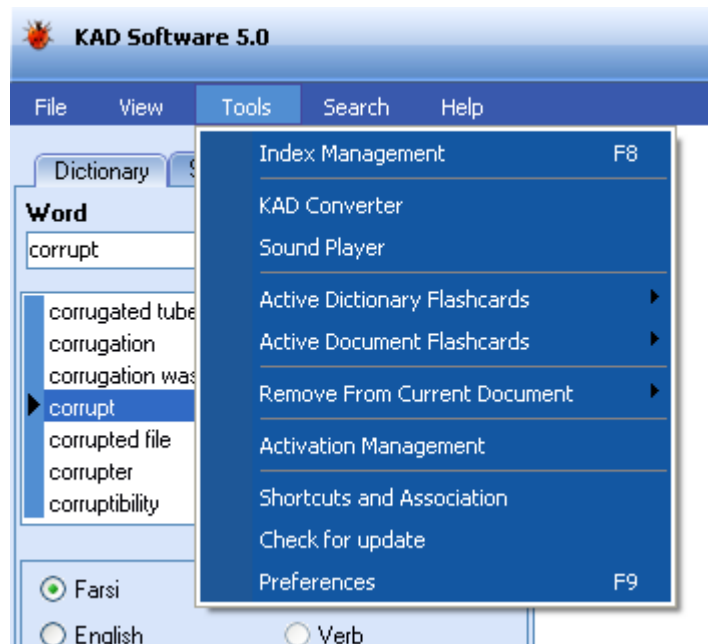 KAD Software 5.0
File View Tools Search Help
Dictionary
Word
corrupt
corrugated tube
corrugation
corrugation was
corrupt
corrupted file
corrupter
corruptibility
Farsi
English Verb
Index Management F8
KAD Converter
Sound Player
Active Dictionary Flashcards
Active Document Flashcards
Remove From Current Document
Activation Management
Shortcuts and Association
Check for update
Preferences F9